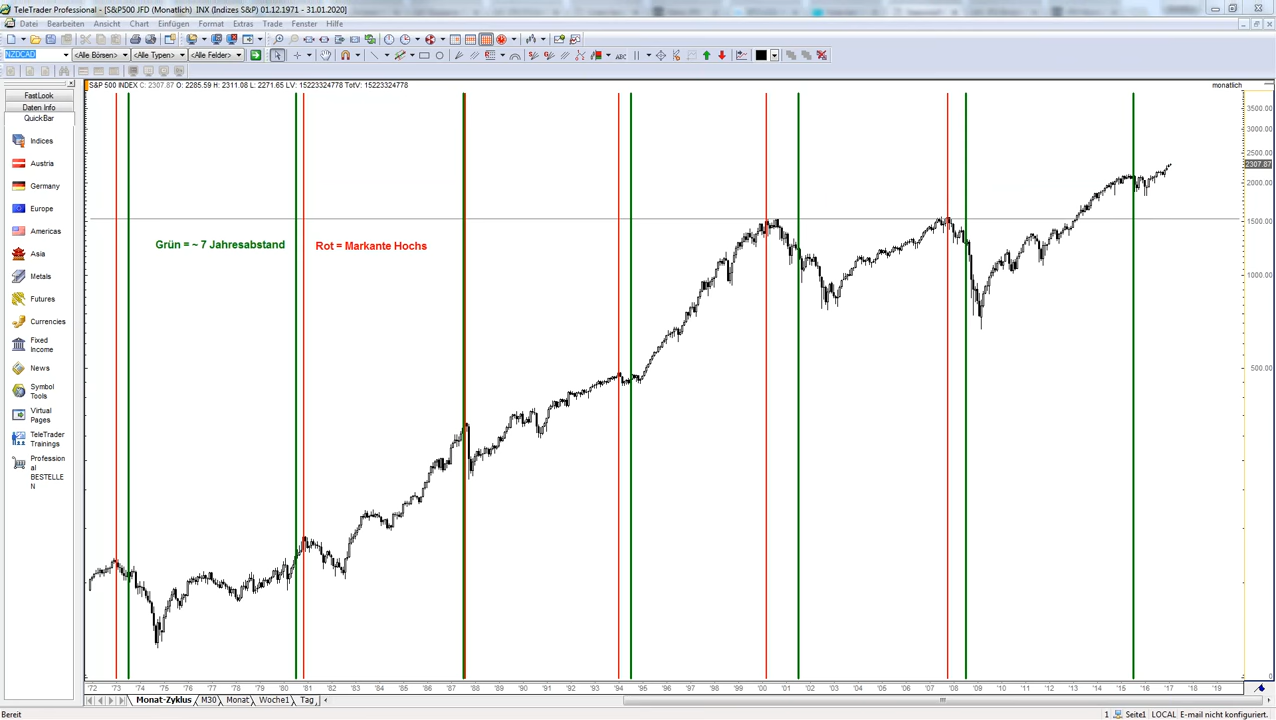 TeleTrader Professional - [S&P500 JFD (Monatlich)  INX (Indizes S&P) 01.12.1971 - 31.01.2020]
Datei Bearbeiten Ansicht Chart Einfügen Format Extras Trade Fenster Hilfe
NZDCAD <Alle Börsen> <Alle Typen> <Alle Felder> ABC
S&P 500 INDEX C: 2307.87 O: 2285.59 H: 2311.08 L: 2271.65 LV: 15223324778 TotV: 15223324778
monatlich
FastLook
Daten Info
QuickBar
Indices
Austria
Germany
Europe
Americas
Asia
Metals
Futures
Currencies
Fixed
Income
News
Symbol
Tools
Virtual
Pages
TeleTrader
Trainings
Profession
al
BESTELLE
N
Grün = ~ 7 Jahresabstand
Rot = Markante Hochs
3500.00
3000.00
2500.00
2307.87
2000.00
1500.00
1000.00
500.00
0
'72 '73 '74 '75 '76 '77 '78 '79 '80 '81 '82 '83 '84 '85 '86 '87 '88 '89 '90 '91 '92 '93 '94 '95 '96 '97 '98 '99 '00 '01 '02 '03 '04 '05 '06 '07 '08 '09 '10 '11 '12 '13 '14 '15 '16 '17 '18 '19
Monat-Zyklus M30 Monat Woche1 Tag
Bereit
1 Seite1 LOCAL E-mail nicht konfiguriert.